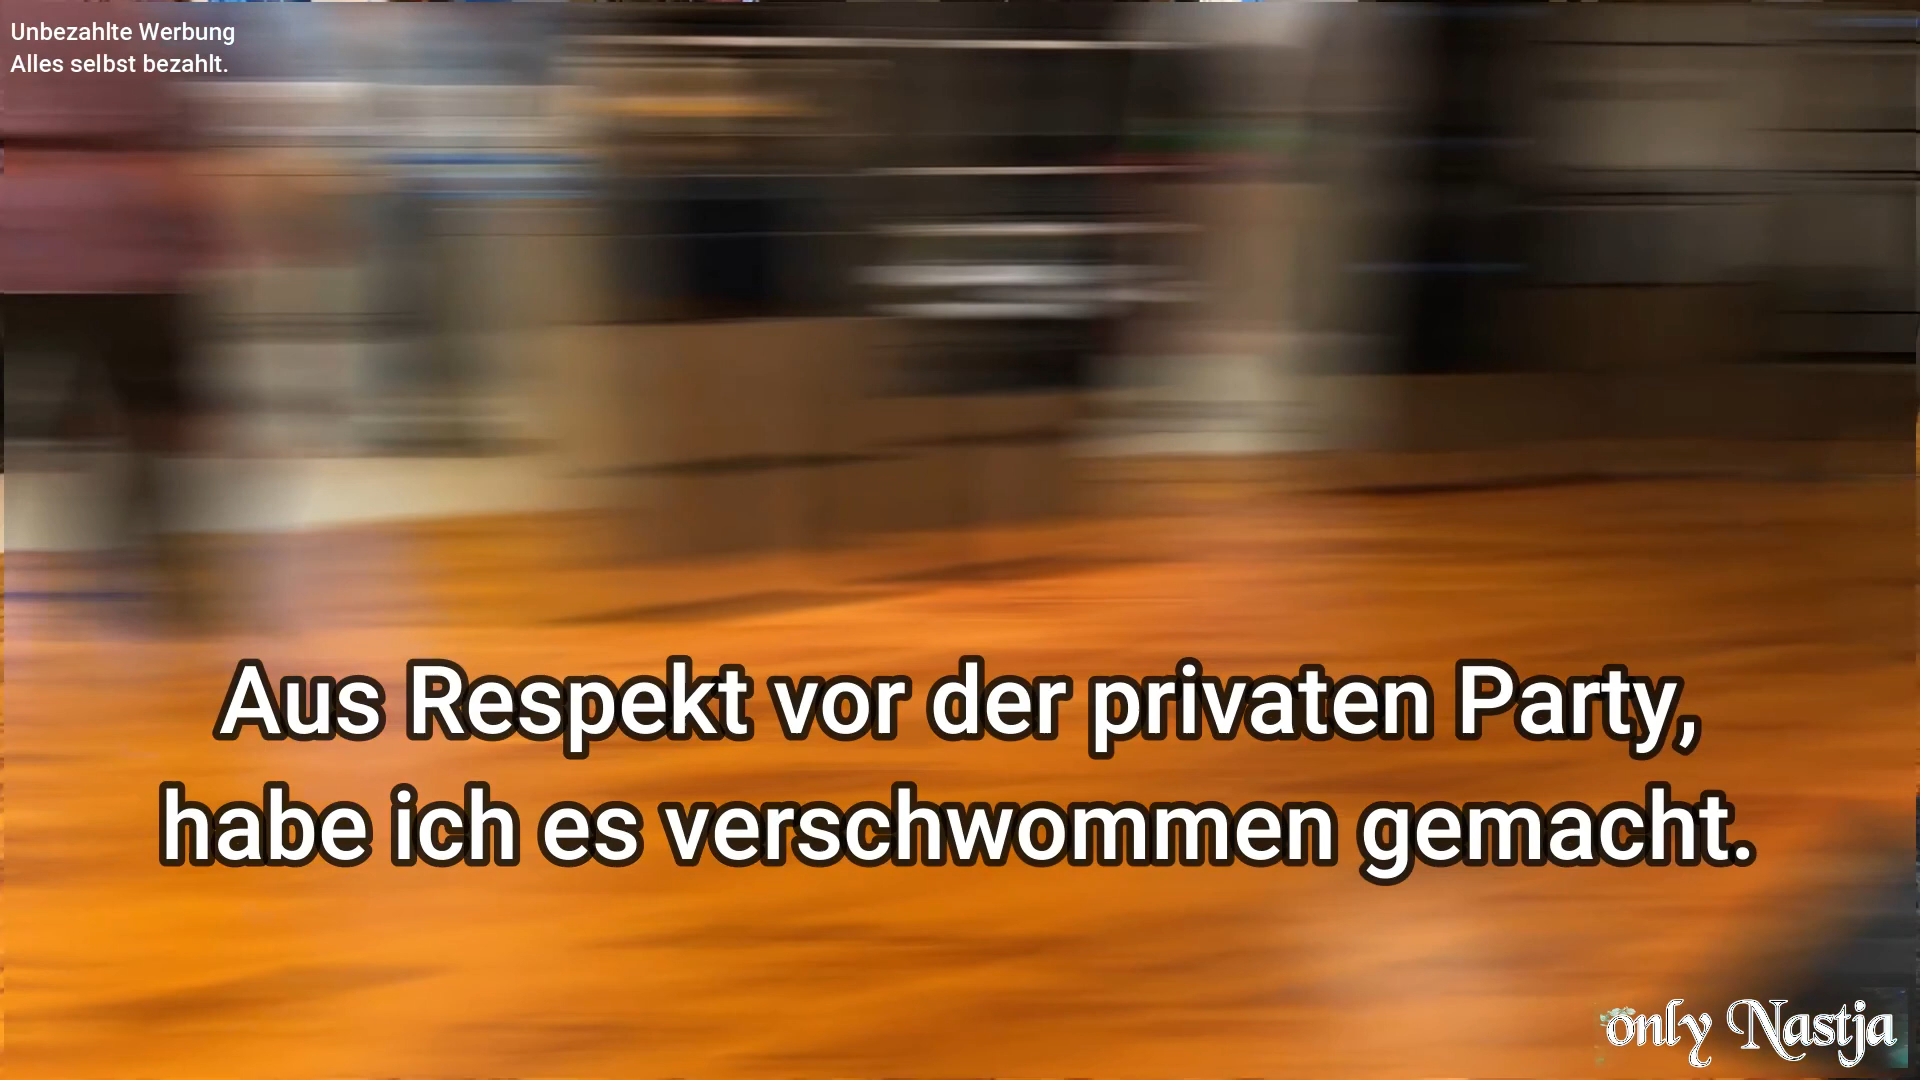 Unbezahlte Werbung
Alles selbst bezahlt.
Aus Respekt vor der privaten Party,
habe ich es verschwommen gemacht.
only Nastja